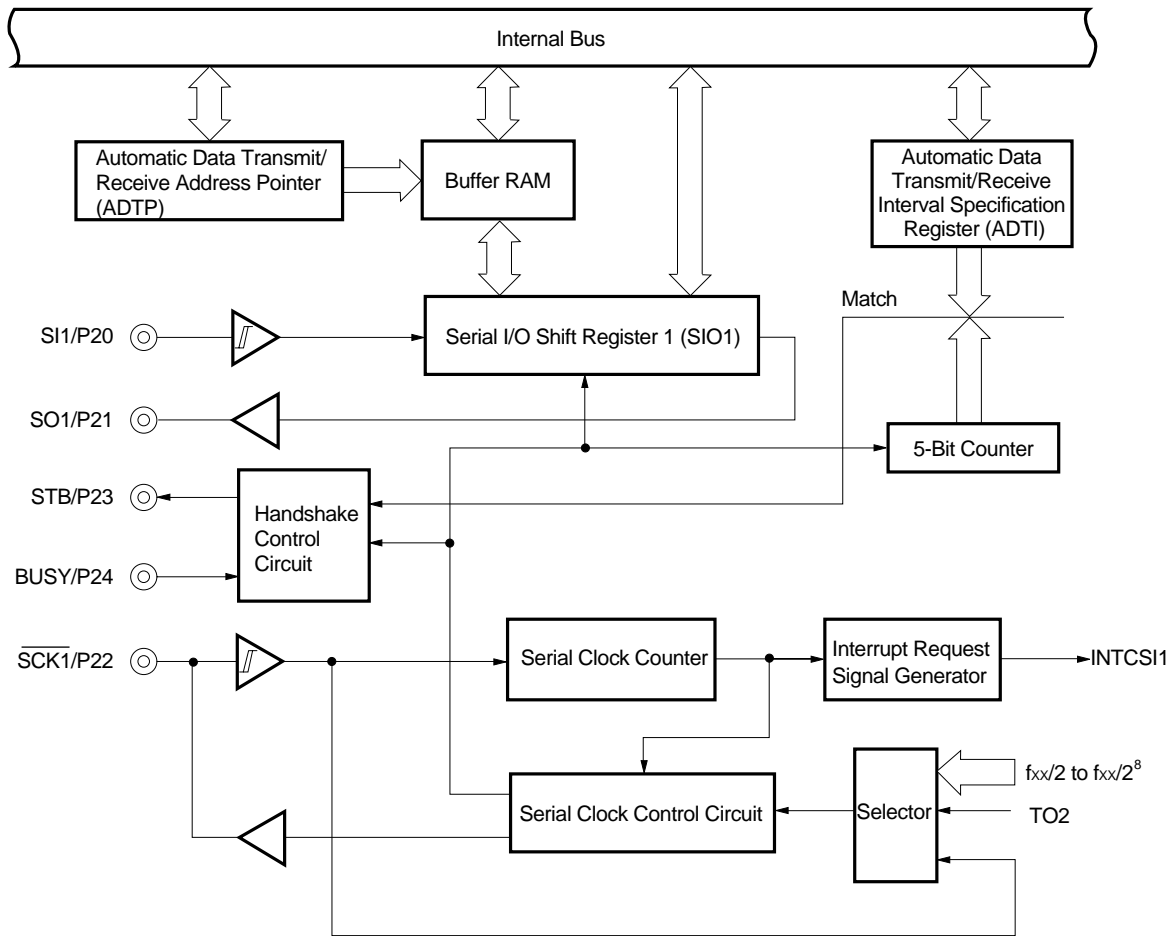 Internal Bus
Automatic Data Transmit/
Receive Address Pointer
(ADTP)
Buffer RAM
Automatic Data
Transmit/Receive
Interval Specification
Register (ADTI)
Match
SI1/P20
Serial I/O Shift Register 1 (SIO1)
SO1/P21
5-Bit Counter
STB/P23
Handshake
Control
Circuit
BUSY/P24
SCK1/P22
Serial Clock Counter
Interrupt Request
Signal Generator
INTCSI1
fxx/2 to fxx/2⁸
Serial Clock Control Circuit
Selector
TO2